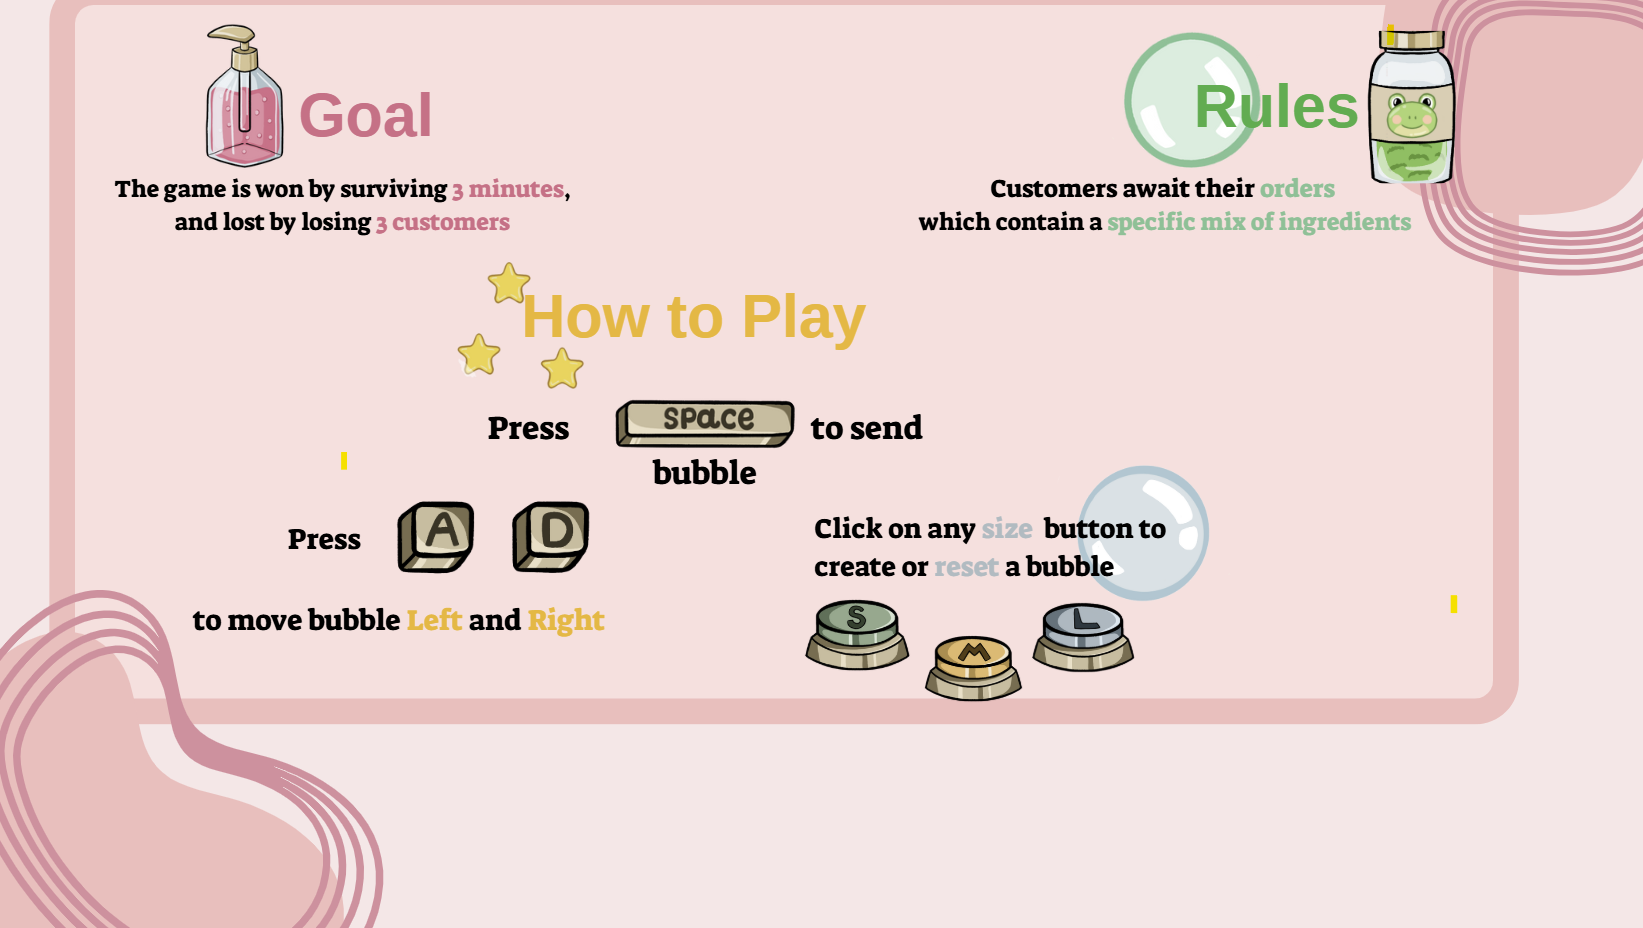 Goal
The game is won by surviving 3 minutes,
and lost by losing 3 customers
Rules
Customers await their orders
which contain a specific mix of ingredients
How to Play
Press space to send
bubble
Press A D
to move bubble Left and Right
Click on any size button to
create or reset a bubble
S M L